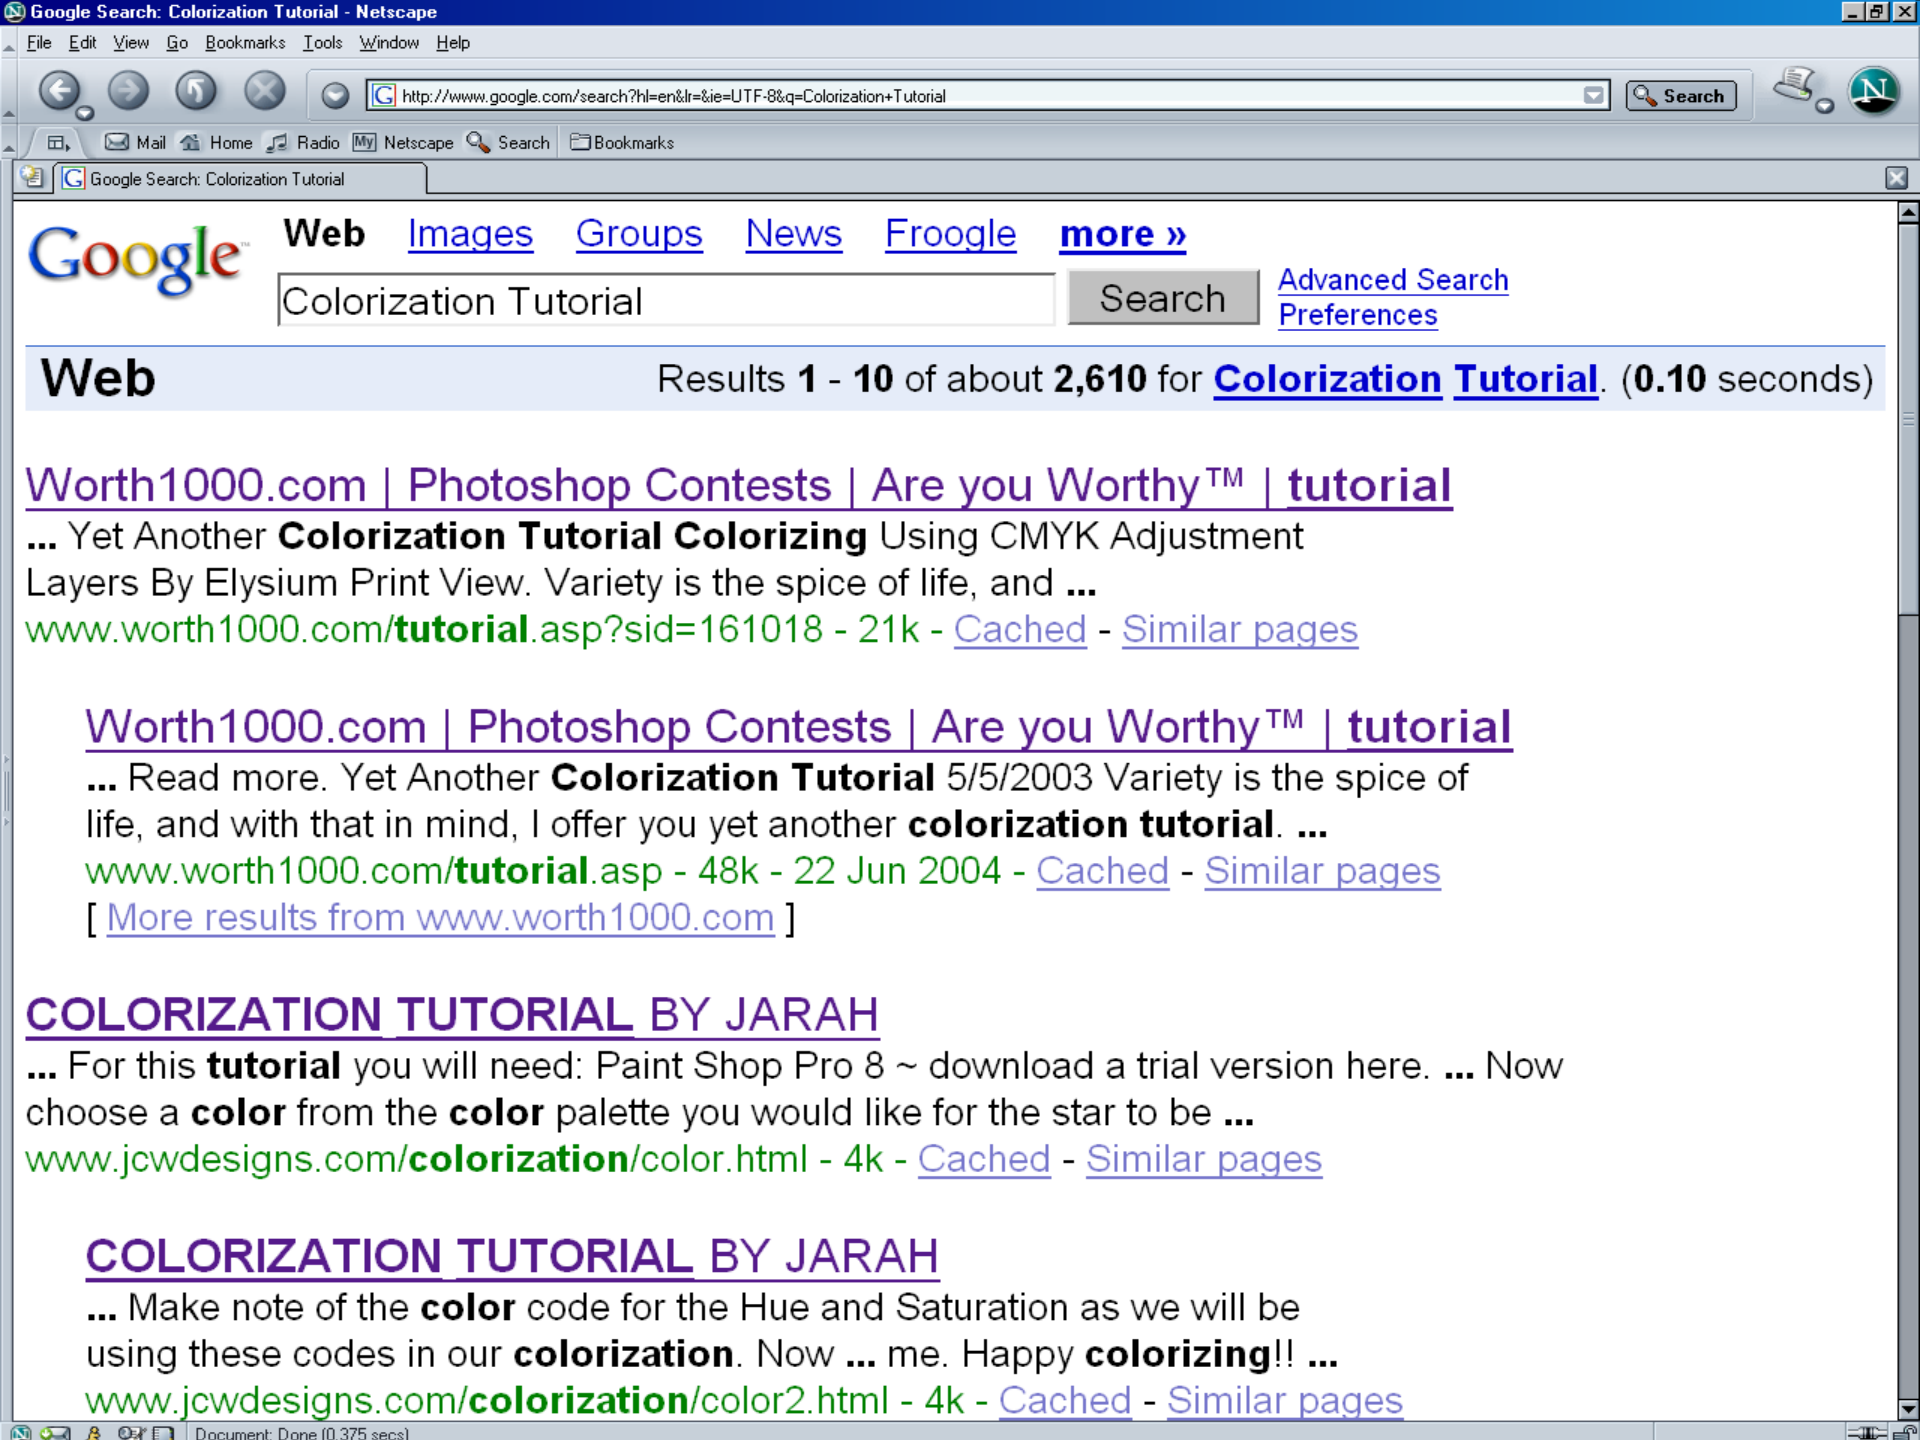 Google Search: Colorization Tutorial - Netscape
File Edit View Go Bookmarks Tools Window Help
G http://www.google.com/search?hl=en&lr=&ie=UTF-8&q=Colorization+Tutorial Search N
Mail Home Radio My Netscape Search Bookmarks
G Google Search: Colorization Tutorial
Google™ Web Images Groups News Froogle more »
Colorization Tutorial Search Advanced Search
Preferences
Web Results 1 - 10 of about 2,610 for Colorization Tutorial. (0.10 seconds)
Worth1000.com | Photoshop Contests | Are you Worthy™ | tutorial
... Yet Another Colorization Tutorial Colorizing Using CMYK Adjustment
Layers By Elysium Print View. Variety is the spice of life, and ...
www.worth1000.com/tutorial.asp?sid=161018 - 21k - Cached - Similar pages
Worth1000.com | Photoshop Contests | Are you Worthy™ | tutorial
... Read more. Yet Another Colorization Tutorial 5/5/2003 Variety is the spice of
life, and with that in mind, I offer you yet another colorization tutorial. ...
www.worth1000.com/tutorial.asp - 48k - 22 Jun 2004 - Cached - Similar pages
[ More results from www.worth1000.com ]
COLORIZATION TUTORIAL BY JARAH
... For this tutorial you will need: Paint Shop Pro 8 ~ download a trial version here. ... Now
choose a color from the color palette you would like for the star to be ...
www.jcwdesigns.com/colorization/color.html - 4k - Cached - Similar pages
COLORIZATION TUTORIAL BY JARAH
... Make note of the color code for the Hue and Saturation as we will be
using these codes in our colorization. Now ... me. Happy colorizing!! ...
www.jcwdesigns.com/colorization/color2.html - 4k - Cached - Similar pages
Document: Done (0.375 secs)